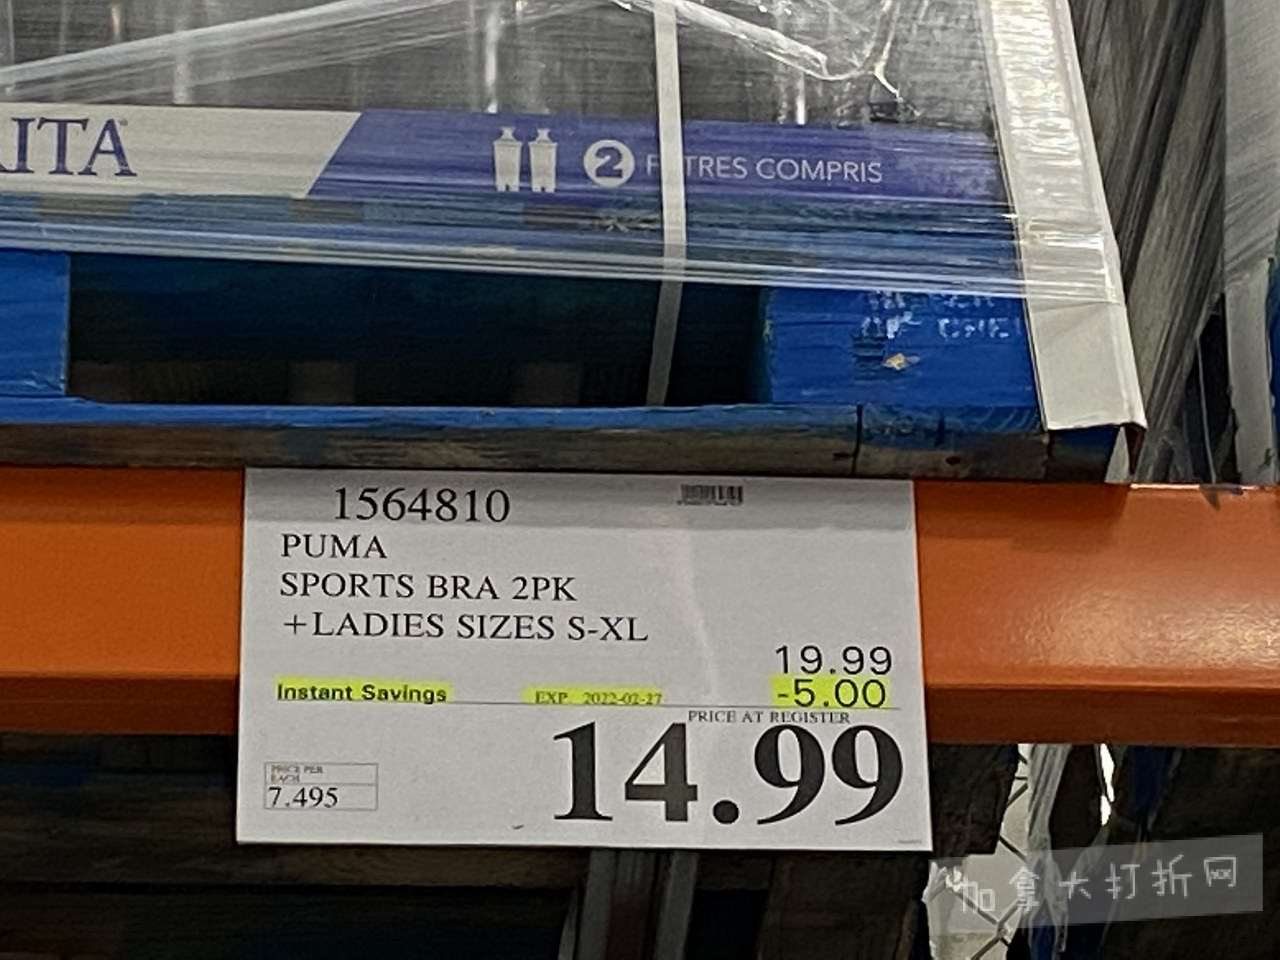 ITA
2 FILTRES COMPRIS
1564810
PUMA
SPORTS BRA 2PK
+LADIES SIZES S-XL
19.99
Instant Savings EXP 2022-02-27 -5.00
PRICE AT REGISTER
14.99
PRICE PER
EACH
7.495
加拿大打折网